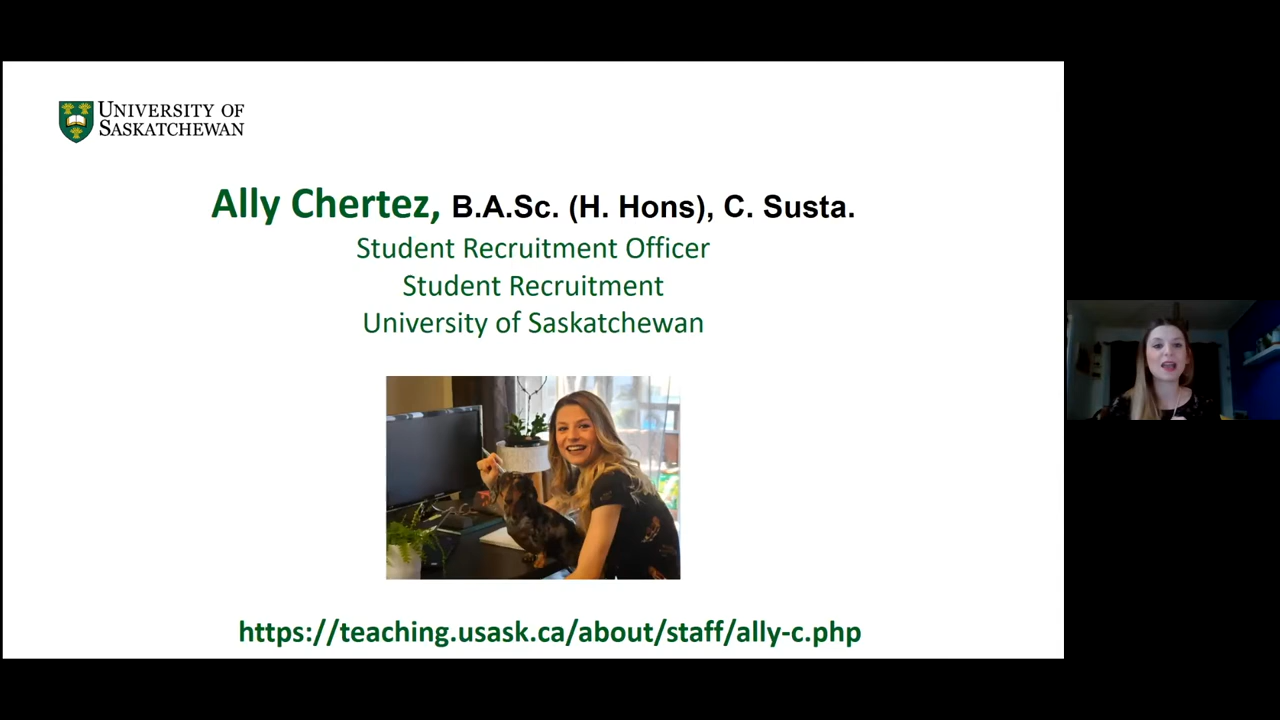 UNIVERSITY OF
SASKATCHEWAN
Ally Chertez, B.A.Sc. (H. Hons), C. Susta.
Student Recruitment Officer
Student Recruitment
University of Saskatchewan
https://teaching.usask.ca/about/staff/ally-c.php